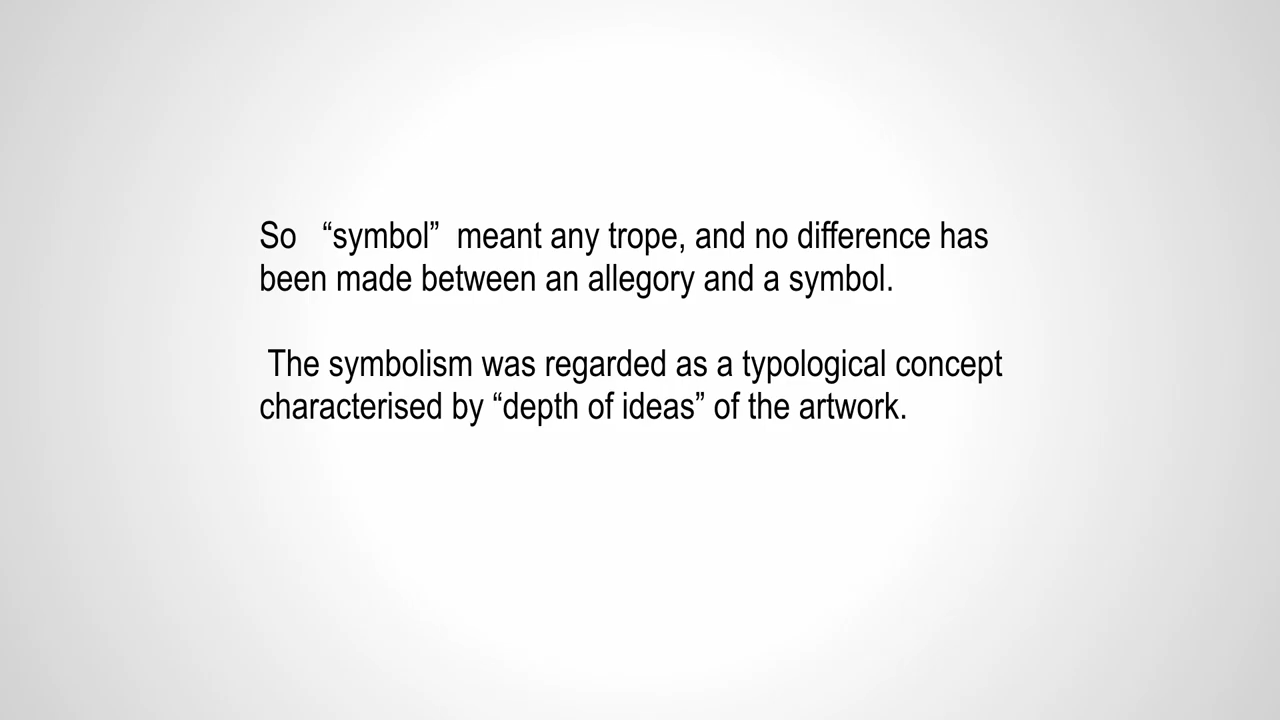 So “symbol” meant any trope, and no difference has
been made between an allegory and a symbol.
The symbolism was regarded as a typological concept
characterised by “depth of ideas” of the artwork.